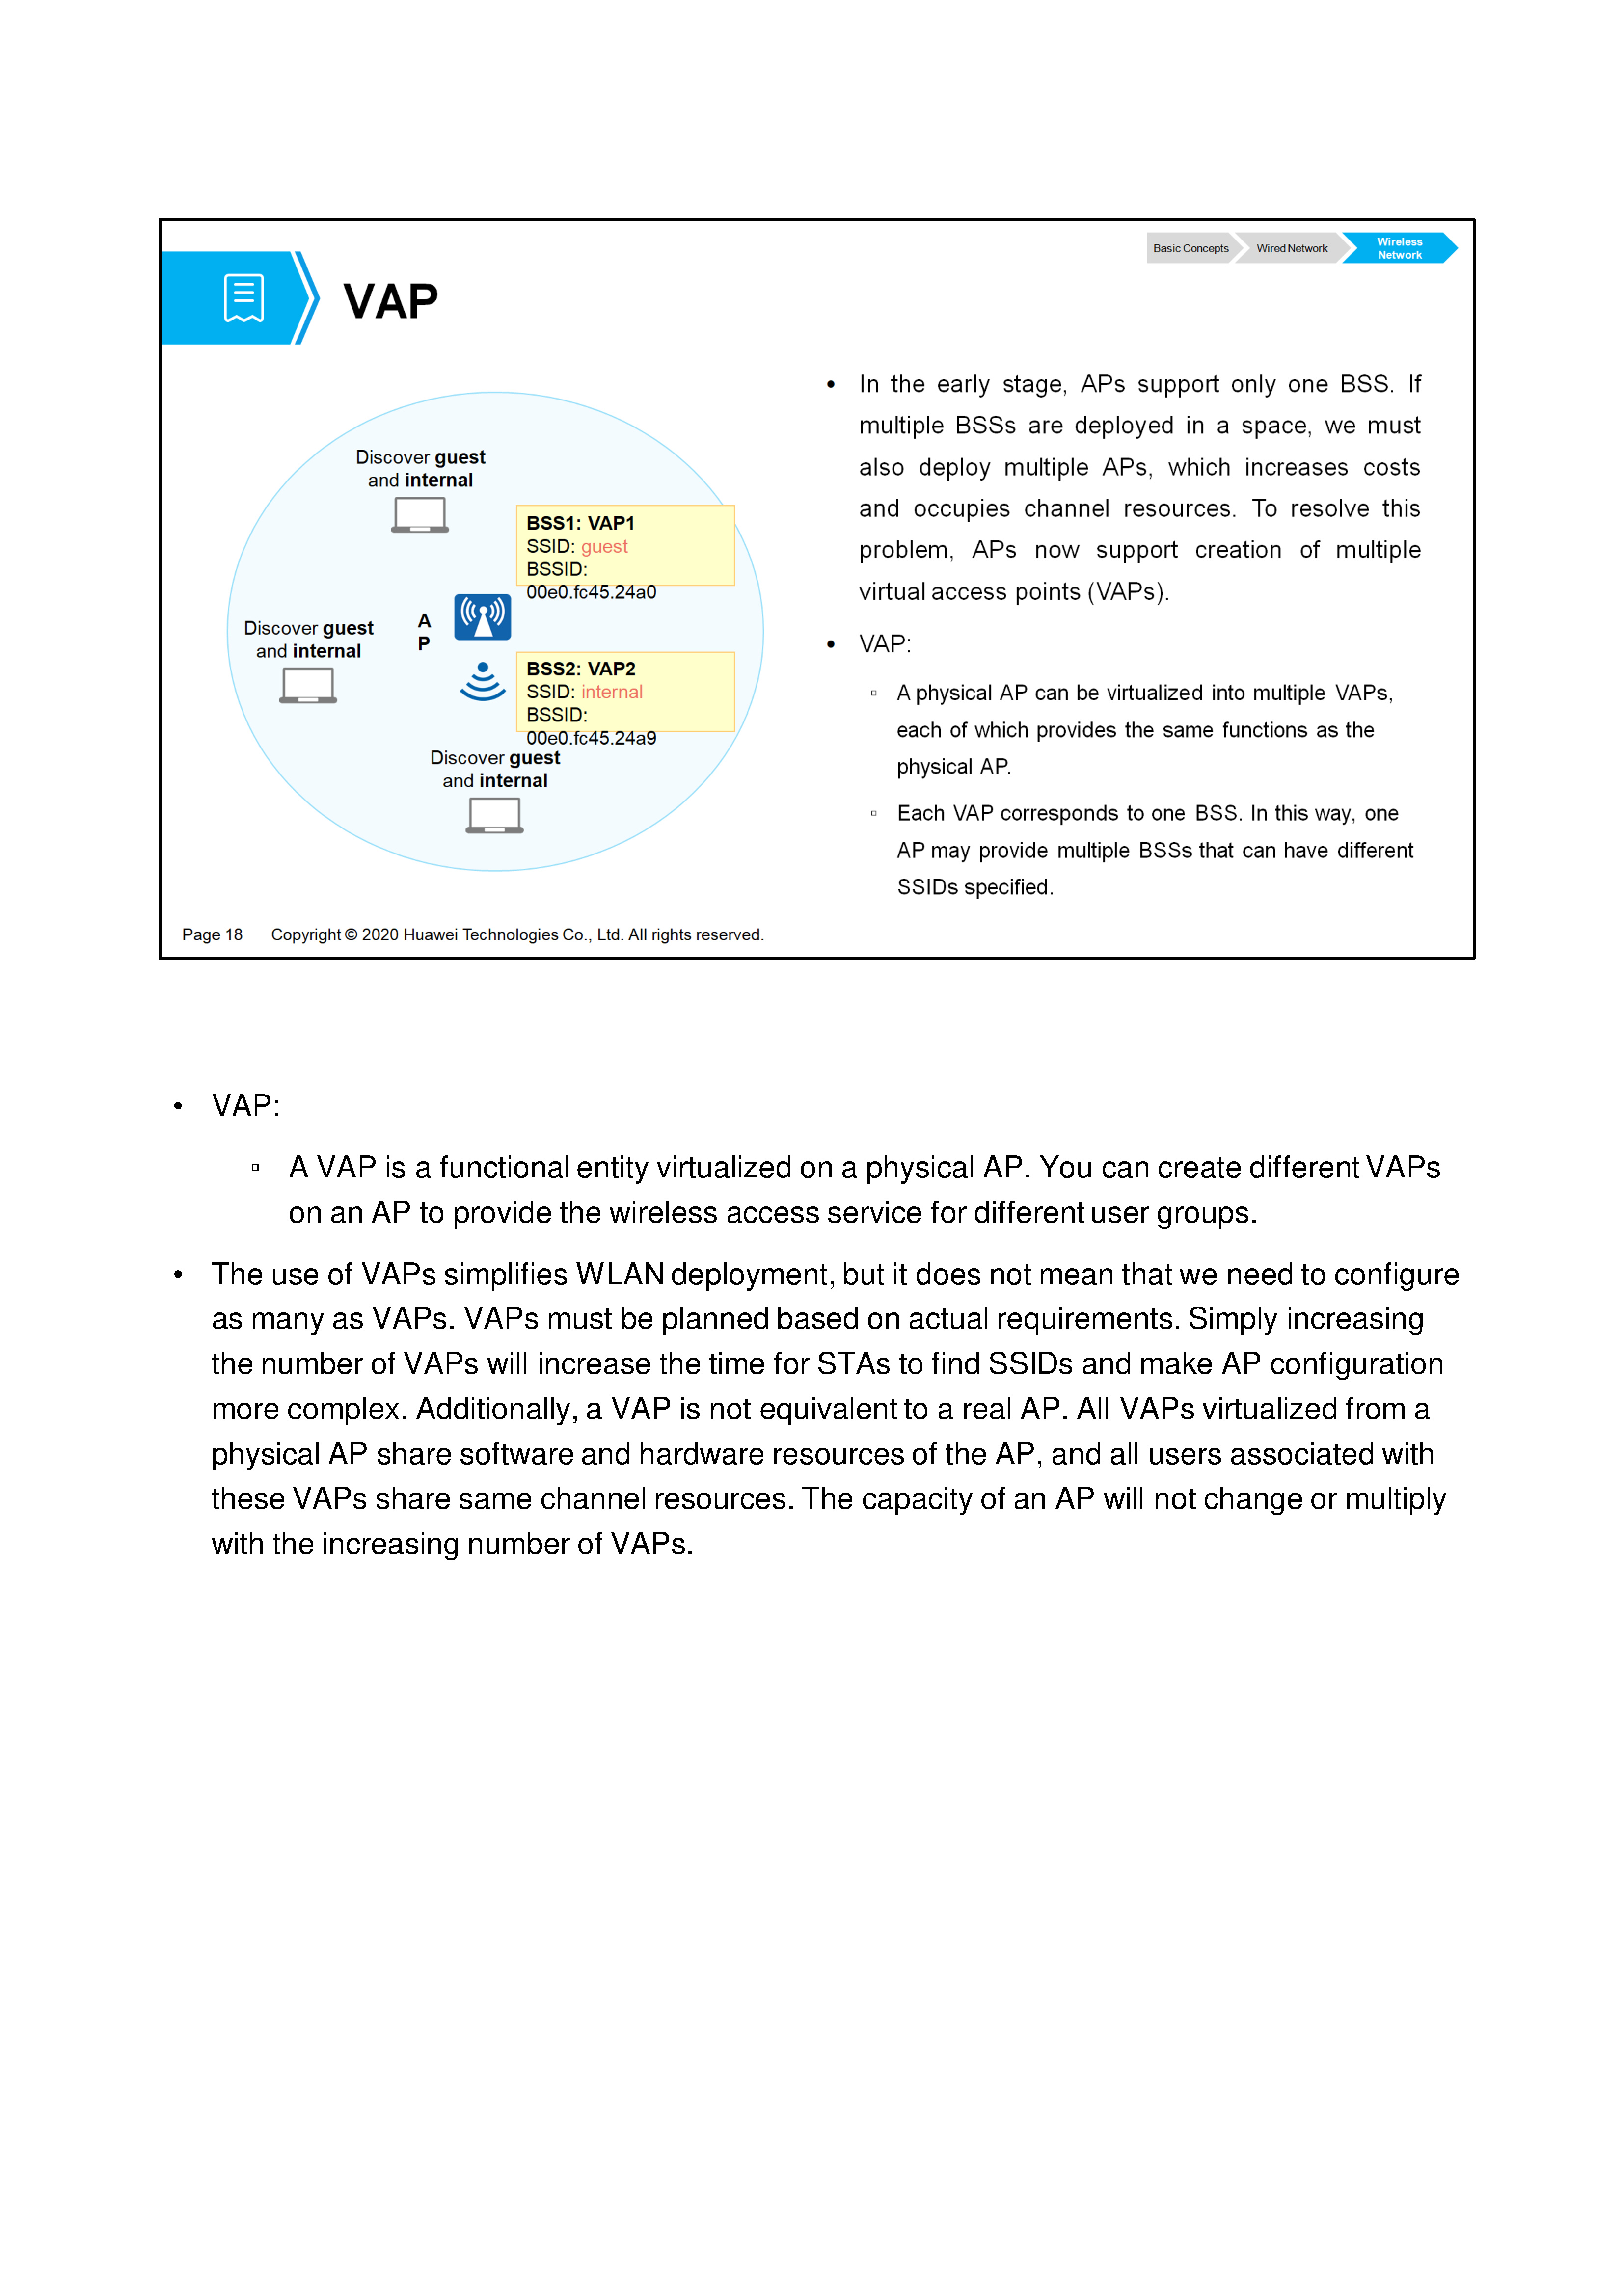 Basic Concepts
Wired Network
Wireless
Network
VAP
Discover guest
and internal
BSS1: VAP1
SSID: guest
BSSID:
00e0.fc45.24a0
Discover guest
and internal
A
P
BSS2: VAP2
SSID: internal
BSSID:
00e0.fc45.24a9
Discover guest
and internal
• In the early stage, APs support only one BSS. If
multiple BSSs are deployed in a space, we must
also deploy multiple APs, which increases costs
and occupies channel resources. To resolve this
problem, APs now support creation of multiple
virtual access points (VAPs).
• VAP:
▫ A physical AP can be virtualized into multiple VAPs,
each of which provides the same functions as the
physical AP.
▫ Each VAP corresponds to one BSS. In this way, one
AP may provide multiple BSSs that can have different
SSIDs specified.
Page 18 Copyright © 2020 Huawei Technologies Co., Ltd. All rights reserved.
• VAP:
▫ A VAP is a functional entity virtualized on a physical AP. You can create different VAPs
on an AP to provide the wireless access service for different user groups.
• The use of VAPs simplifies WLAN deployment, but it does not mean that we need to configure
as many as VAPs. VAPs must be planned based on actual requirements. Simply increasing
the number of VAPs will increase the time for STAs to find SSIDs and make AP configuration
more complex. Additionally, a VAP is not equivalent to a real AP. All VAPs virtualized from a
physical AP share software and hardware resources of the AP, and all users associated with
these VAPs share same channel resources. The capacity of an AP will not change or multiply
with the increasing number of VAPs.